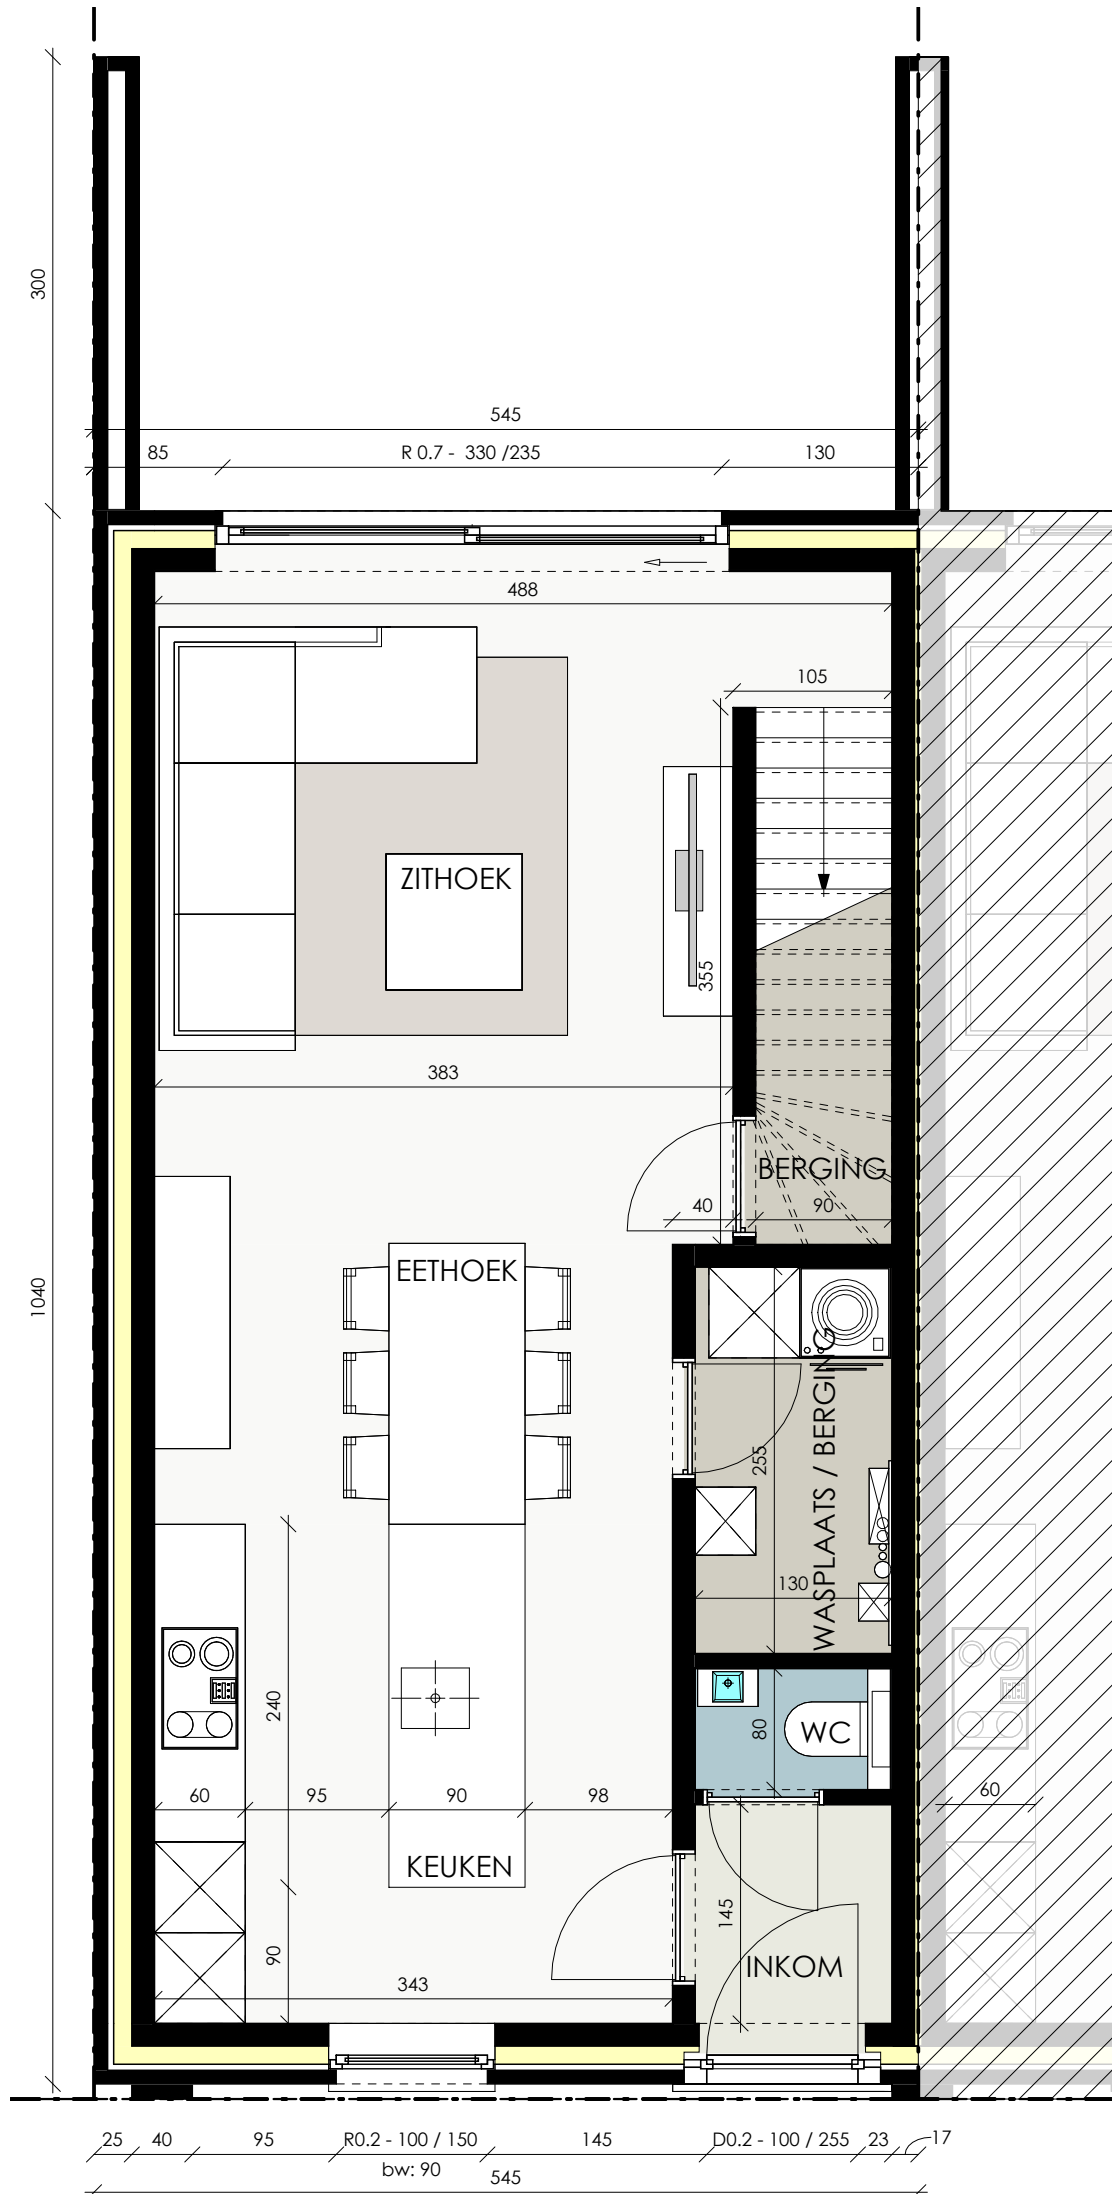 300
545
85
R 0.7 - 330 /235
130
488
105
ZITHOEK
355
383
BERGING
40
90
EETHOEK
1040
255
WASPLAATS / BERGING
130
240
80
WC
60
95
90
98
60
KEUKEN
145
90
INKOM
343
25
40
95
R0.2 - 100 / 150
145
D0.2 - 100 / 255
23
17
bw: 90
545